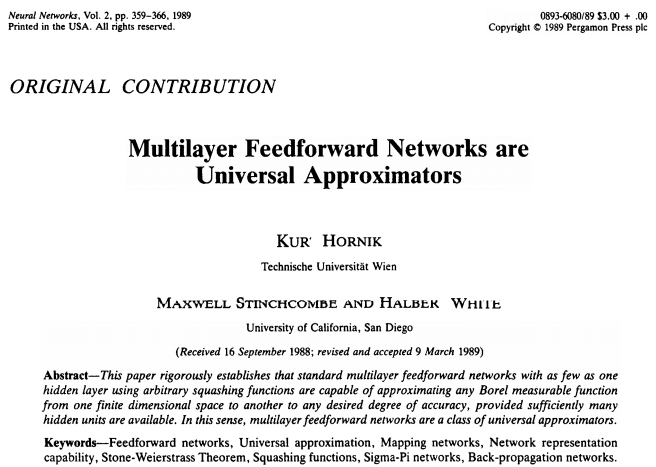 Neural Networks, Vol. 2, pp. 359–366, 1989
Printed in the USA. All rights reserved.
0893-6080/89 $3.00 + .00
Copyright © 1989 Pergamon Press plc
ORIGINAL CONTRIBUTION
Multilayer Feedforward Networks are
Universal Approximators
KUR' HORNIK
Technische Universität Wien
MAXWELL STINCHCOMBE AND HALBER WHITE
University of California, San Diego
(Received 16 September 1988; revised and accepted 9 March 1989)
Abstract—This paper rigorously establishes that standard multilayer feedforward networks with as few as one
hidden layer using arbitrary squashing functions are capable of approximating any Borel measurable function
from one finite dimensional space to another to any desired degree of accuracy, provided sufficiently many
hidden units are available. In this sense, multilayer feedforward networks are a class of universal approximators.
Keywords—Feedforward networks, Universal approximation, Mapping networks, Network representation
capability, Stone-Weierstrass Theorem, Squashing functions, Sigma-Pi networks, Back-propagation networks.